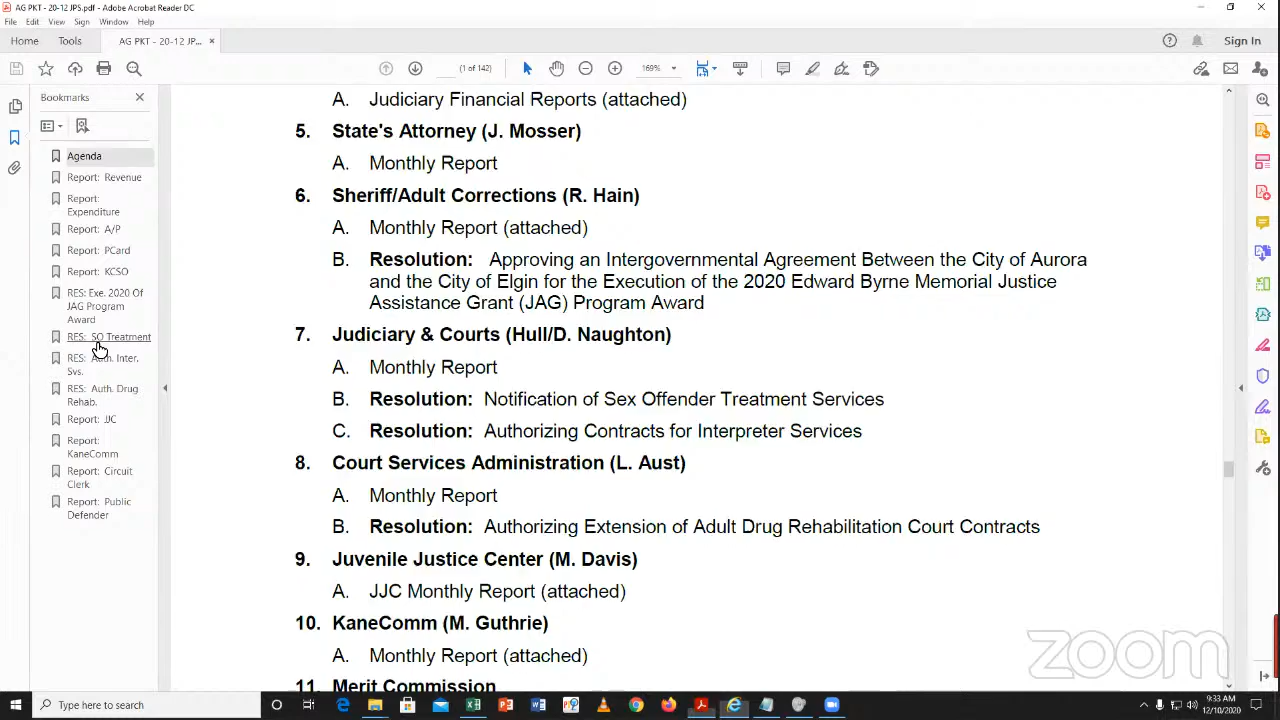 AG PKT - 20-12 JPS.pdf - Adobe Acrobat Reader DC
File Edit View Sign Window Help
Home Tools AG PKT - 20-12 JP... × Sign In
(1 of 142) 169%
Bookmarks
Agenda
Report: Revenue
Report:
Expenditure
Report: A/P
Report: PCard
Report: KCSO
RES: Exe. 2020 Of
JAG Program
Award
RES: SO Treatment
RES: Auth. Inter.
Svs.
RES: Auth. Drug
Rehab.
Report: JJC
Report:
KaneComm
Report: Circuit
Clerk
Report: Public
Defender
A. Judiciary Financial Reports (attached)
5. State's Attorney (J. Mosser)
A. Monthly Report
6. Sheriff/Adult Corrections (R. Hain)
A. Monthly Report (attached)
B. Resolution: Approving an Intergovernmental Agreement Between the City of Aurora
and the City of Elgin for the Execution of the 2020 Edward Byrne Memorial Justice
Assistance Grant (JAG) Program Award
7. Judiciary & Courts (Hull/D. Naughton)
A. Monthly Report
B. Resolution: Notification of Sex Offender Treatment Services
C. Resolution: Authorizing Contracts for Interpreter Services
8. Court Services Administration (L. Aust)
A. Monthly Report
B. Resolution: Authorizing Extension of Adult Drug Rehabilitation Court Contracts
9. Juvenile Justice Center (M. Davis)
A. JJC Monthly Report (attached)
10. KaneComm (M. Guthrie)
A. Monthly Report (attached)
11. Merit Commission
zoom
Type here to search
9:33 AM
12/10/2020